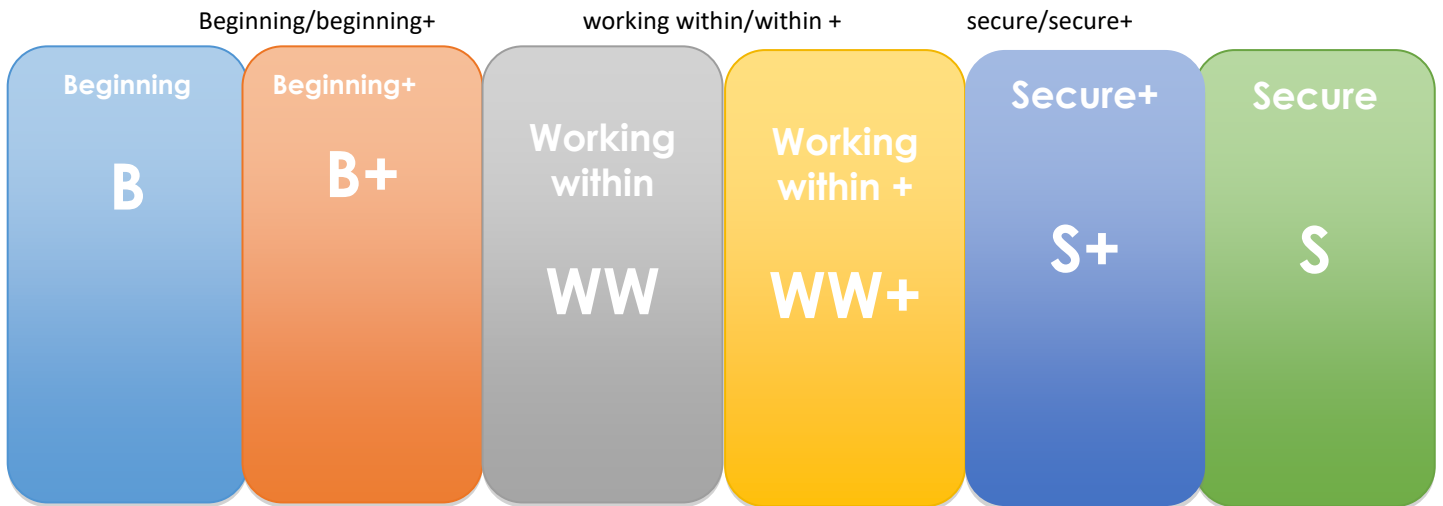 Beginning/beginning+ working within/within + secure/secure+
Beginning
B
Beginning+
B+
Working
within
WW
Working
within +
WW+
Secure+
S+
Secure
S